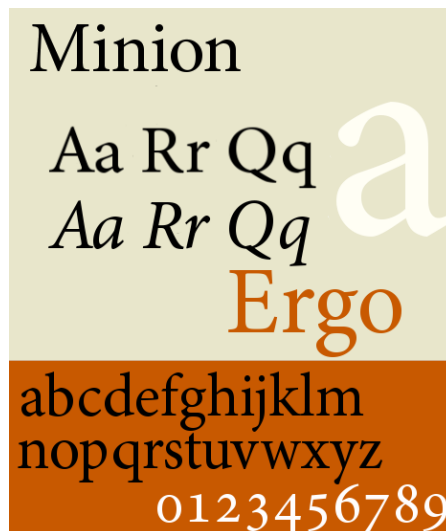 Minion
Aa Rr Qq
a
Aa Rr Qq
Ergo
abcdefghijklm
nopqrstuvwxyz
0123456789